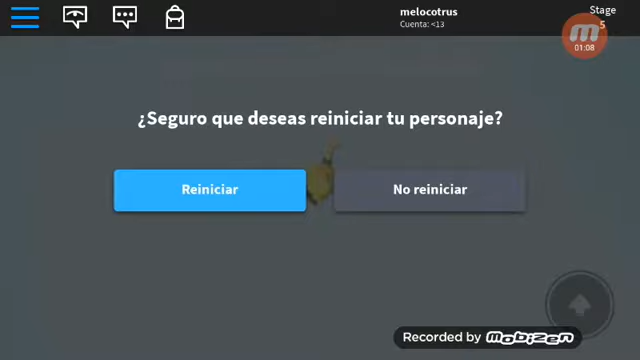 melocotrus
Cuenta: <13
Stage
5
01:08
¿Seguro que deseas reiniciar tu personaje?
Reiniciar
No reiniciar
Recorded by mobizen